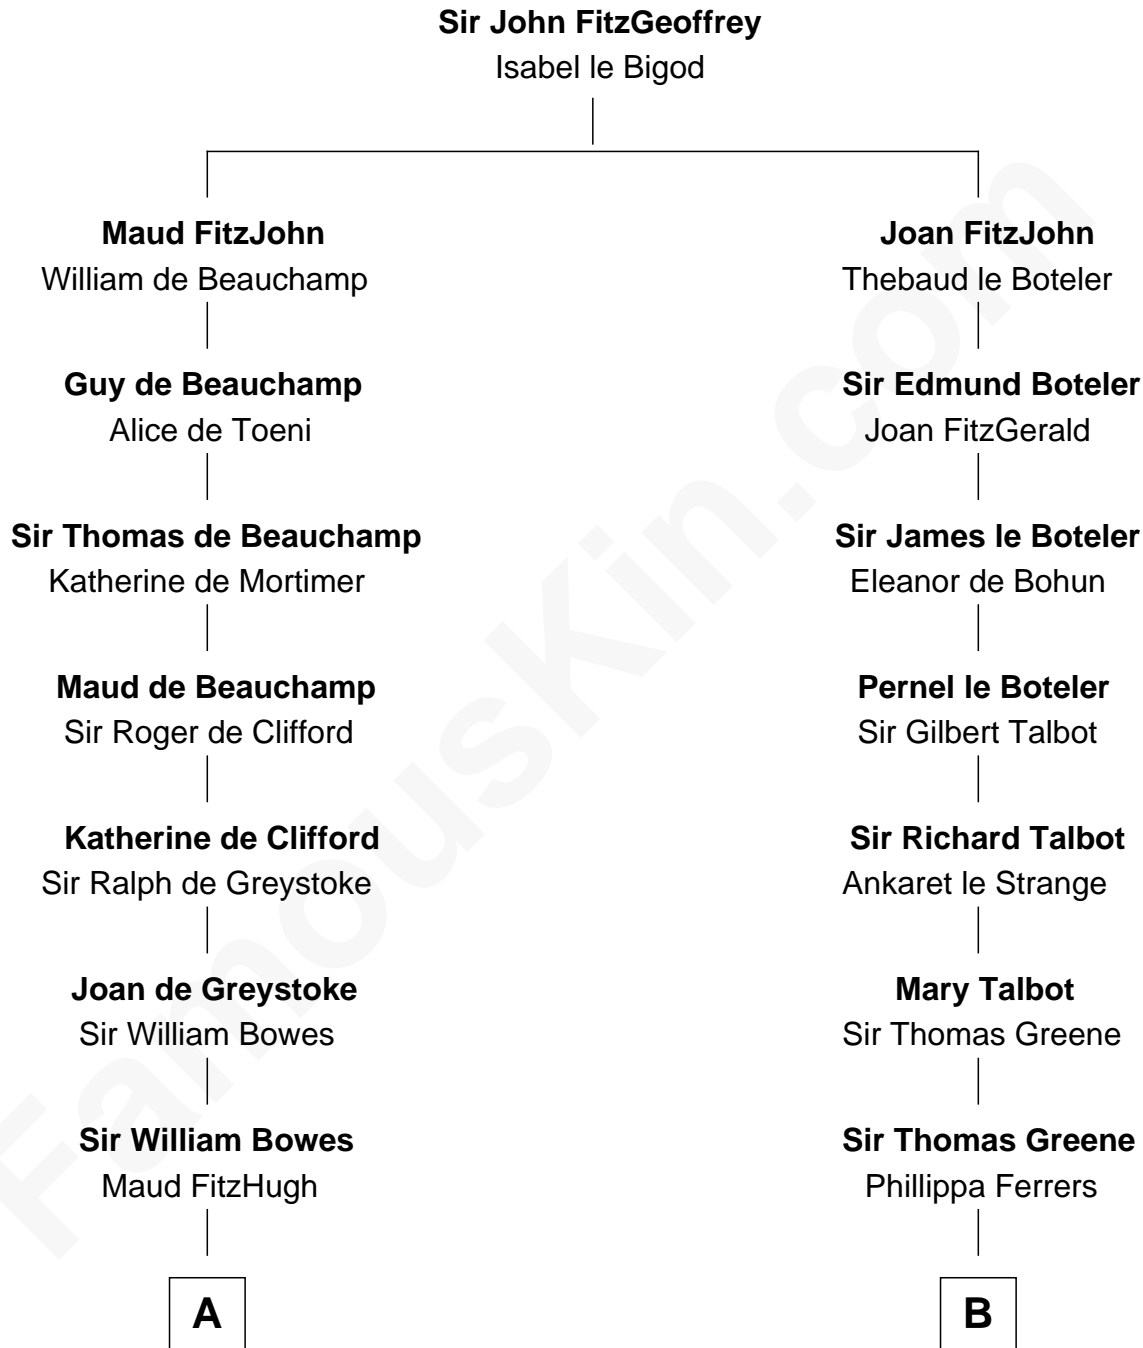 Sir John FitzGeoffrey
Isabel le Bigod
Maud FitzJohn
William de Beauchamp
Joan FitzJohn
Thebaud le Boteler
Guy de Beauchamp
Alice de Toeni
Sir Edmund Boteler
Joan FitzGerald
Sir Thomas de Beauchamp
Katherine de Mortimer
Sir James le Boteler
Eleanor de Bohun
Maud de Beauchamp
Sir Roger de Clifford
Pernel le Boteler
Sir Gilbert Talbot
Katherine de Clifford
Sir Ralph de Greystoke
Sir Richard Talbot
Ankaret le Strange
Joan de Greystoke
Sir William Bowes
Mary Talbot
Sir Thomas Greene
Sir William Bowes
Maud FitzHugh
Sir Thomas Greene
Phillippa Ferrers
A
B
FamousKin.com